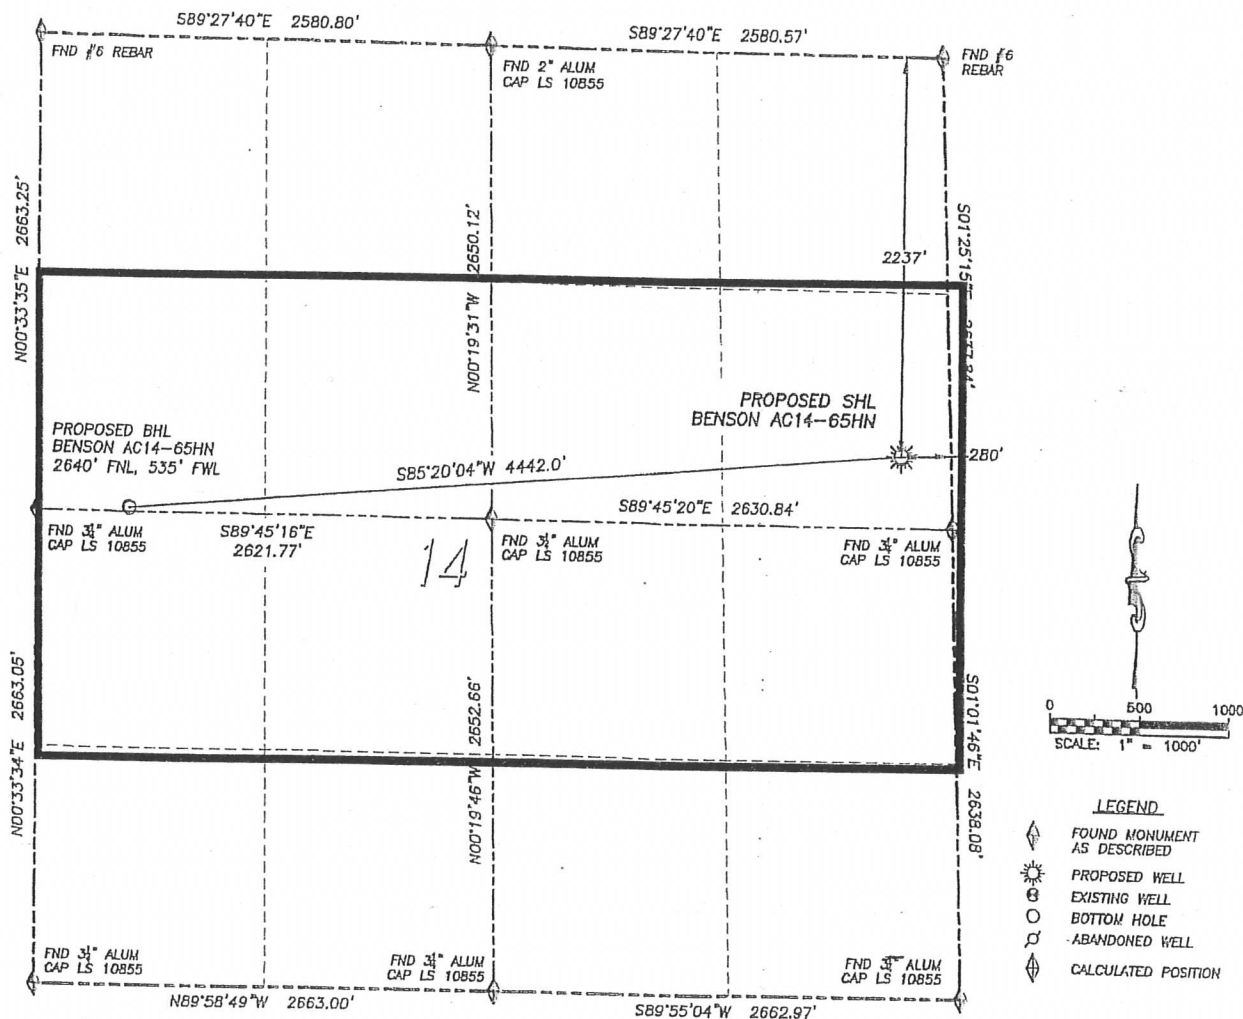 S89°27'40"E 2580.80'
S89°27'40"E 2580.57'
FND #6 REBAR
FND 2" ALUM
CAP LS 10855
FND #6
REBAR
N00°33'35"E 2663.25'
N00°19'31"W 2650.12'
S01°25'15"E
2237'
PROPOSED SHL
BENSON AC14-65HN
PROPOSED BHL
BENSON AC14-65HN
2640' FNL, 535' FWL
S85°20'04"W 4442.0'
280'
S89°45'20"E 2630.84'
FND 3¼" ALUM
CAP LS 10855
S89°45'16"E
2621.77'
14
FND 3¼" ALUM
CAP LS 10855
FND 3¼" ALUM
CAP LS 10855
N00°33'34"E 2663.05'
N00°19'46"W 2652.66'
S01°01'46"E 2638.08'
0 500 1000
SCALE: 1" = 1000'
LEGEND
FOUND MONUMENT
AS DESCRIBED
PROPOSED WELL
EXISTING WELL
BOTTOM HOLE
ABANDONED WELL
CALCULATED POSITION
FND 3¼" ALUM
CAP LS 10855
FND 3¼" ALUM
CAP LS 10855
FND 3¼" ALUM
CAP LS 10855
N89°58'49"W 2663.00'
S89°55'04"W 2662.97'